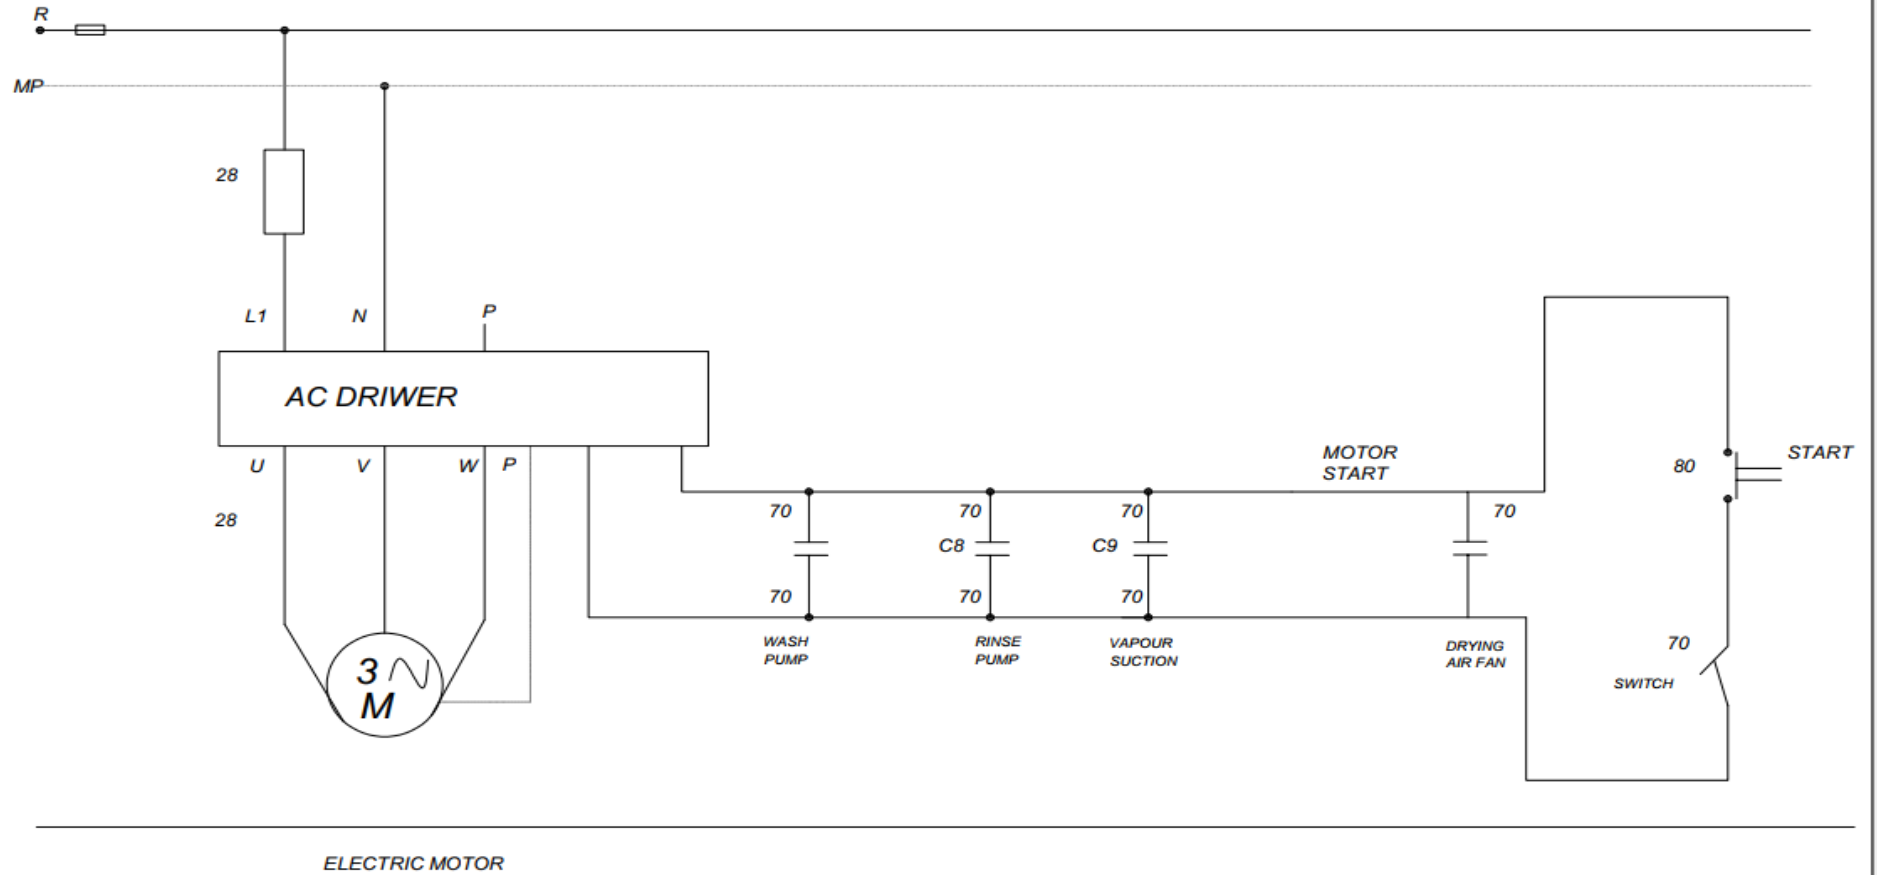 R
MP
28
L1
N
P
AC DRIWER
U
V
W
P
28
MOTOR
START
80
START
70
70
70
70
C8
C9
70
70
70
WASH
PUMP
RINSE
PUMP
VAPOUR
SUCTION
DRYING
AIR FAN
70
SWITCH
3
M
ELECTRIC MOTOR